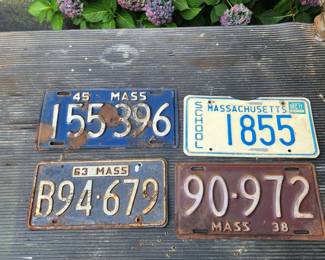 45 MASS
155 396
MASSACHUSETTS
SCHOOL
1855
63 MASS
B94·679
90·972
MASS 38